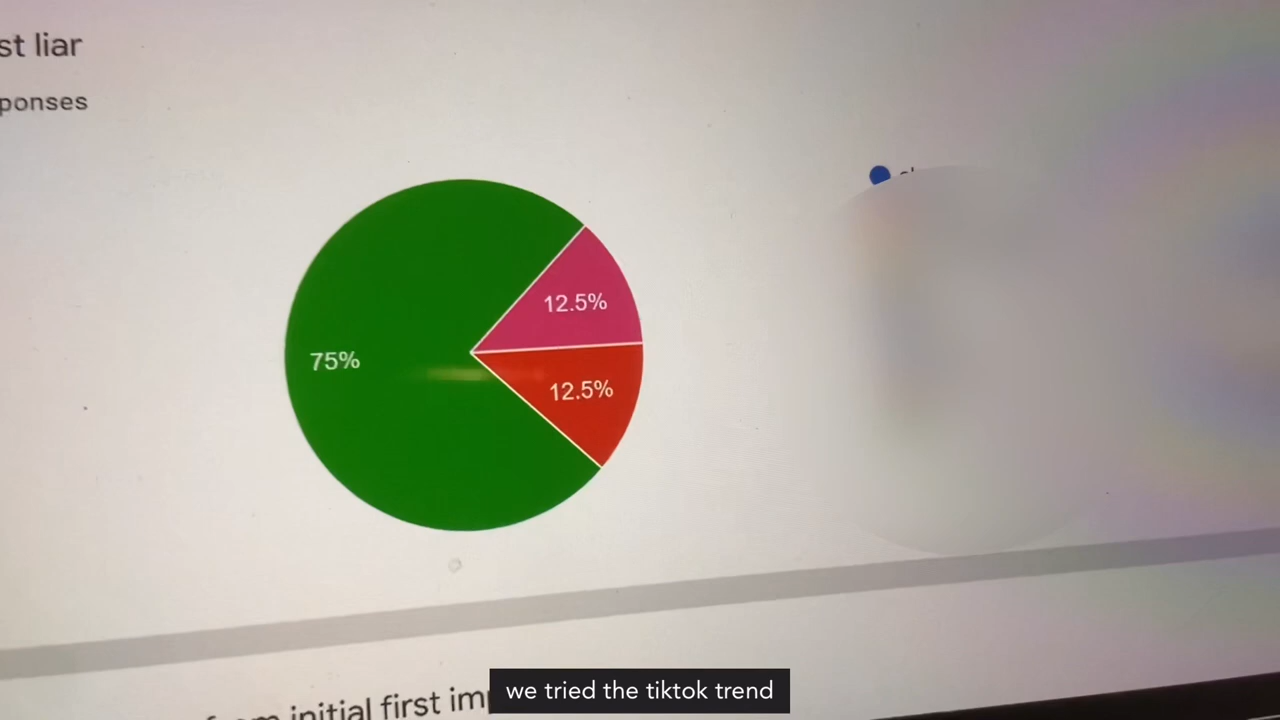 st liar
ponses
12.5%
75%
12.5%
initial first im
we tried the tiktok trend